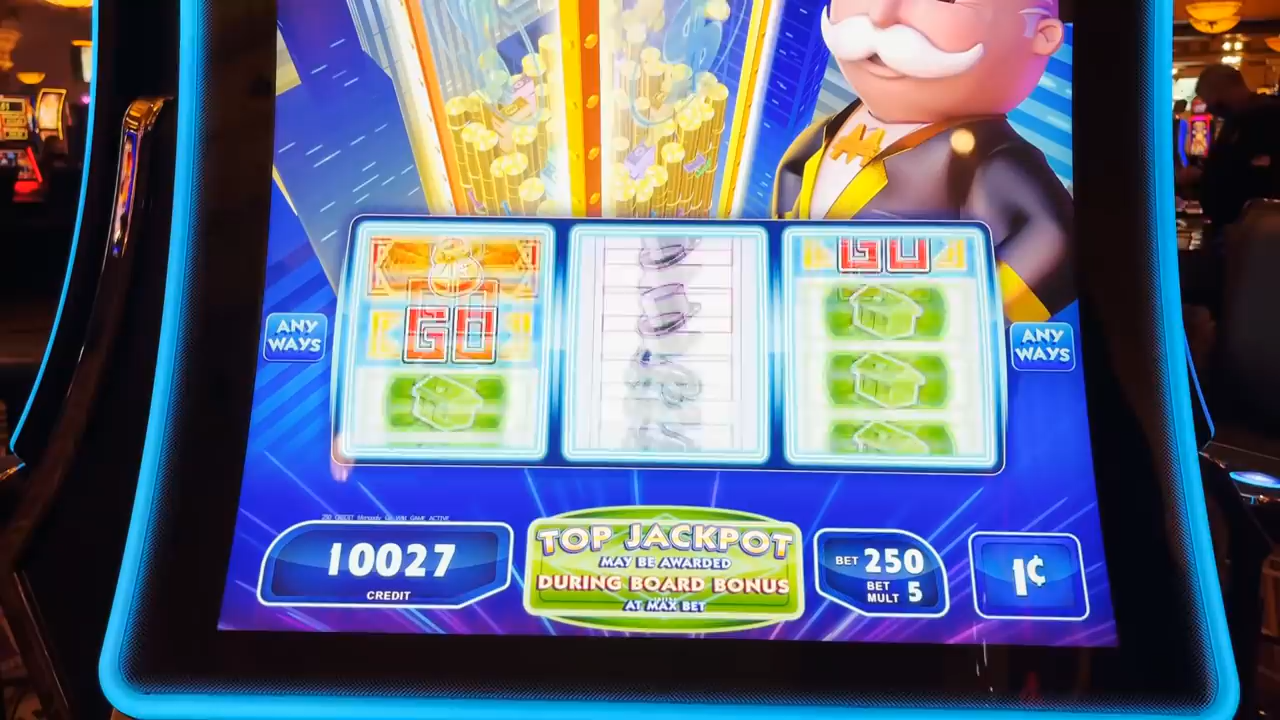 GO
GO
ANY
WAYS
ANY
WAYS
10027
CREDIT
TOP JACKPOT
MAY BE AWARDED
DURING BOARD BONUS
AT MAX BET
BET 250
BET
MULT 5
1¢